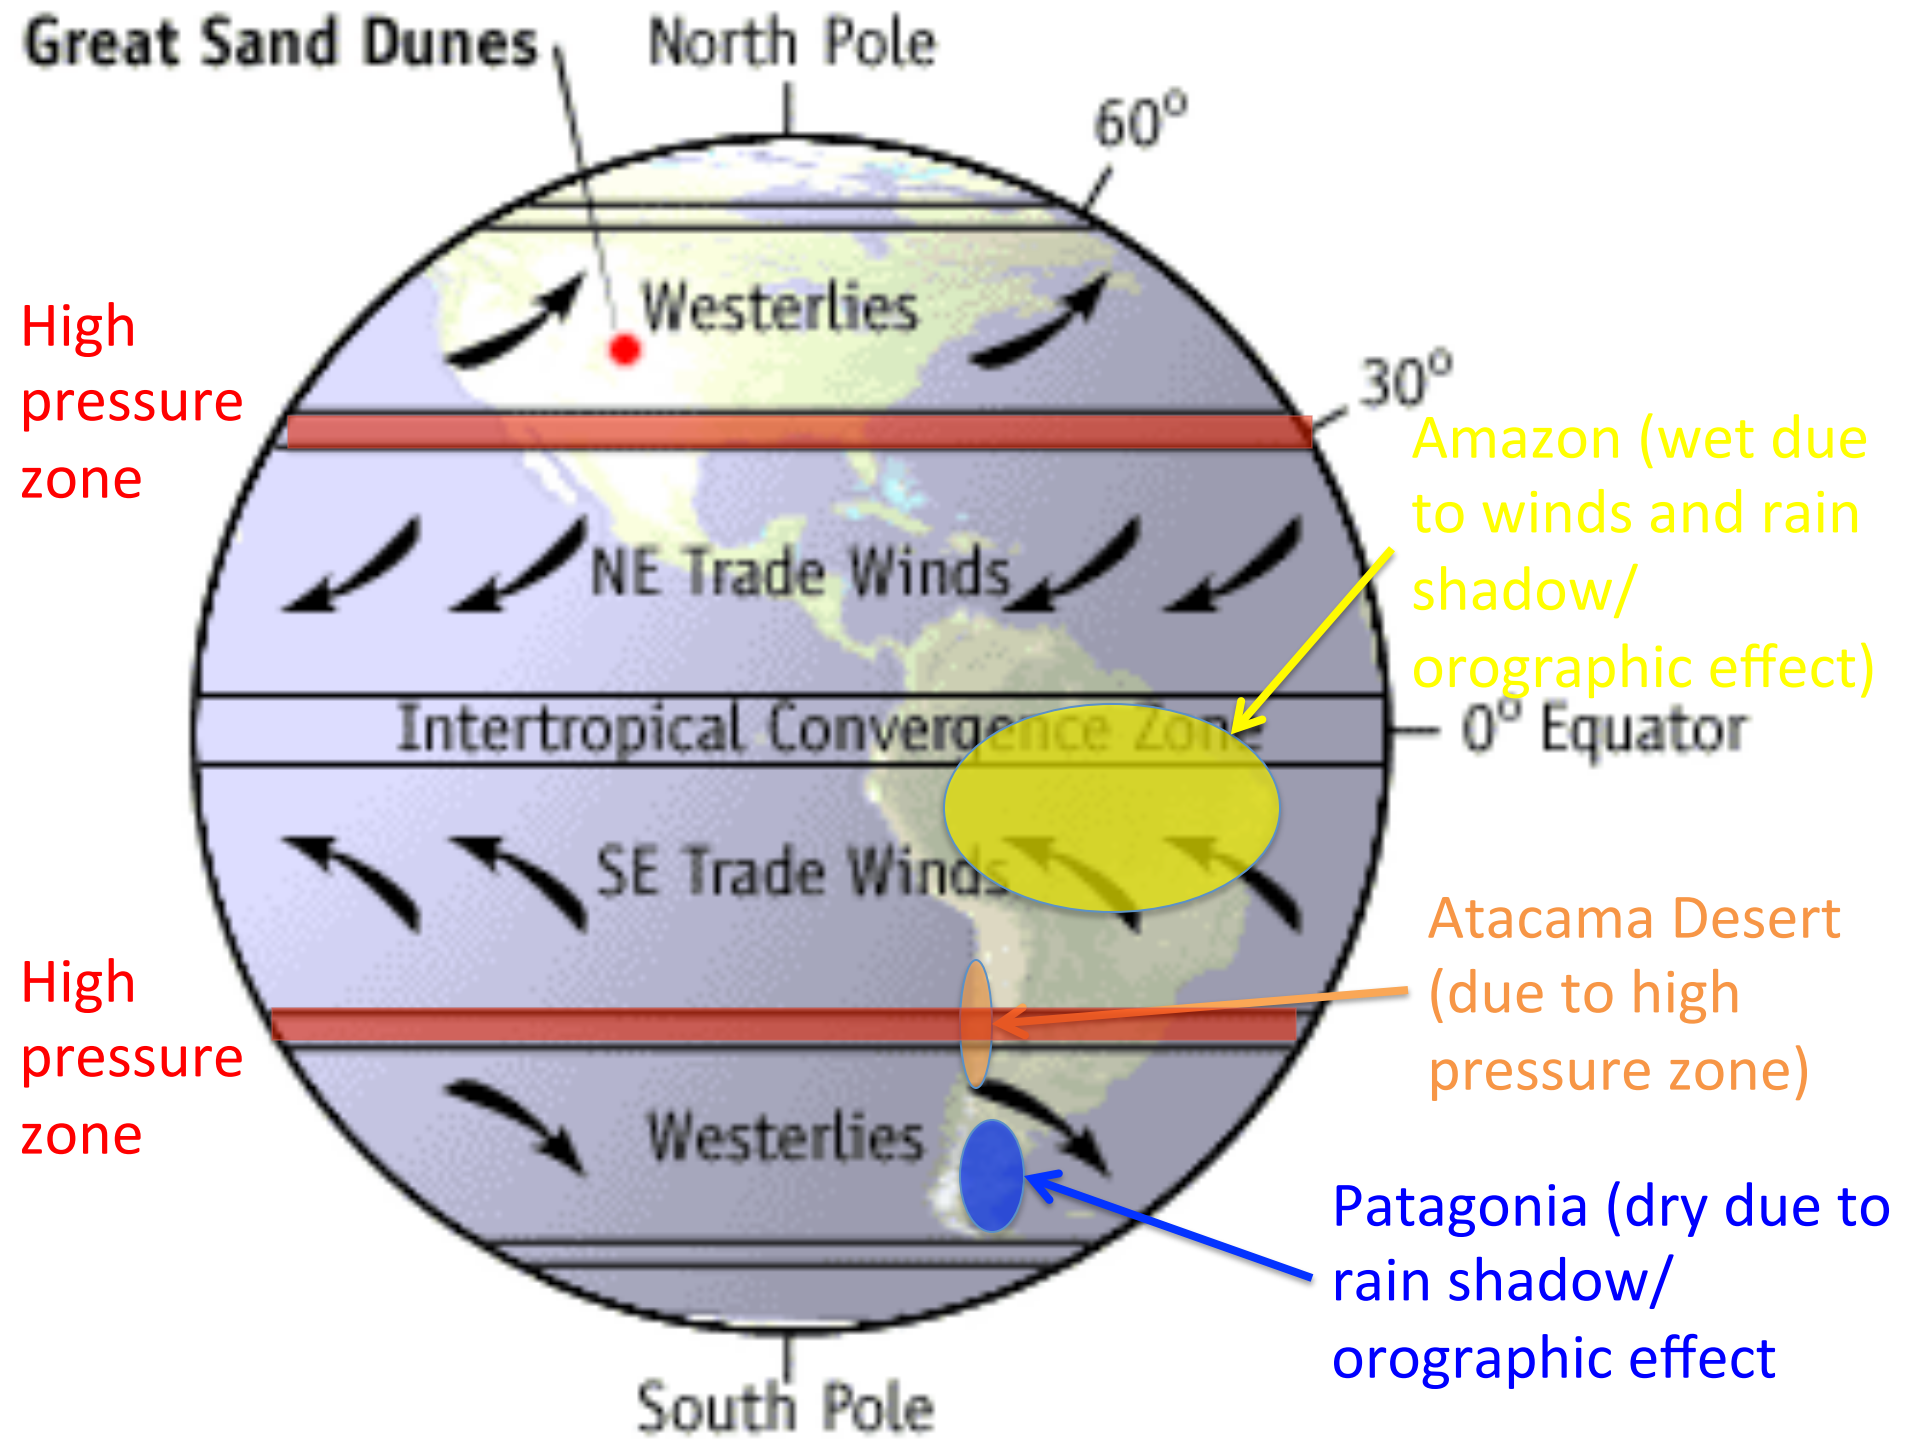 Great Sand Dunes
North Pole
60°
High
pressure
zone
Westerlies
30°
Amazon (wet due
to winds and rain
shadow/
orographic effect)
NE Trade Winds
Intertropical Convergence Zone
0° Equator
SE Trade Winds
Atacama Desert
(due to high
pressure zone)
High
pressure
zone
Westerlies
Patagonia (dry due to
rain shadow/
orographic effect
South Pole